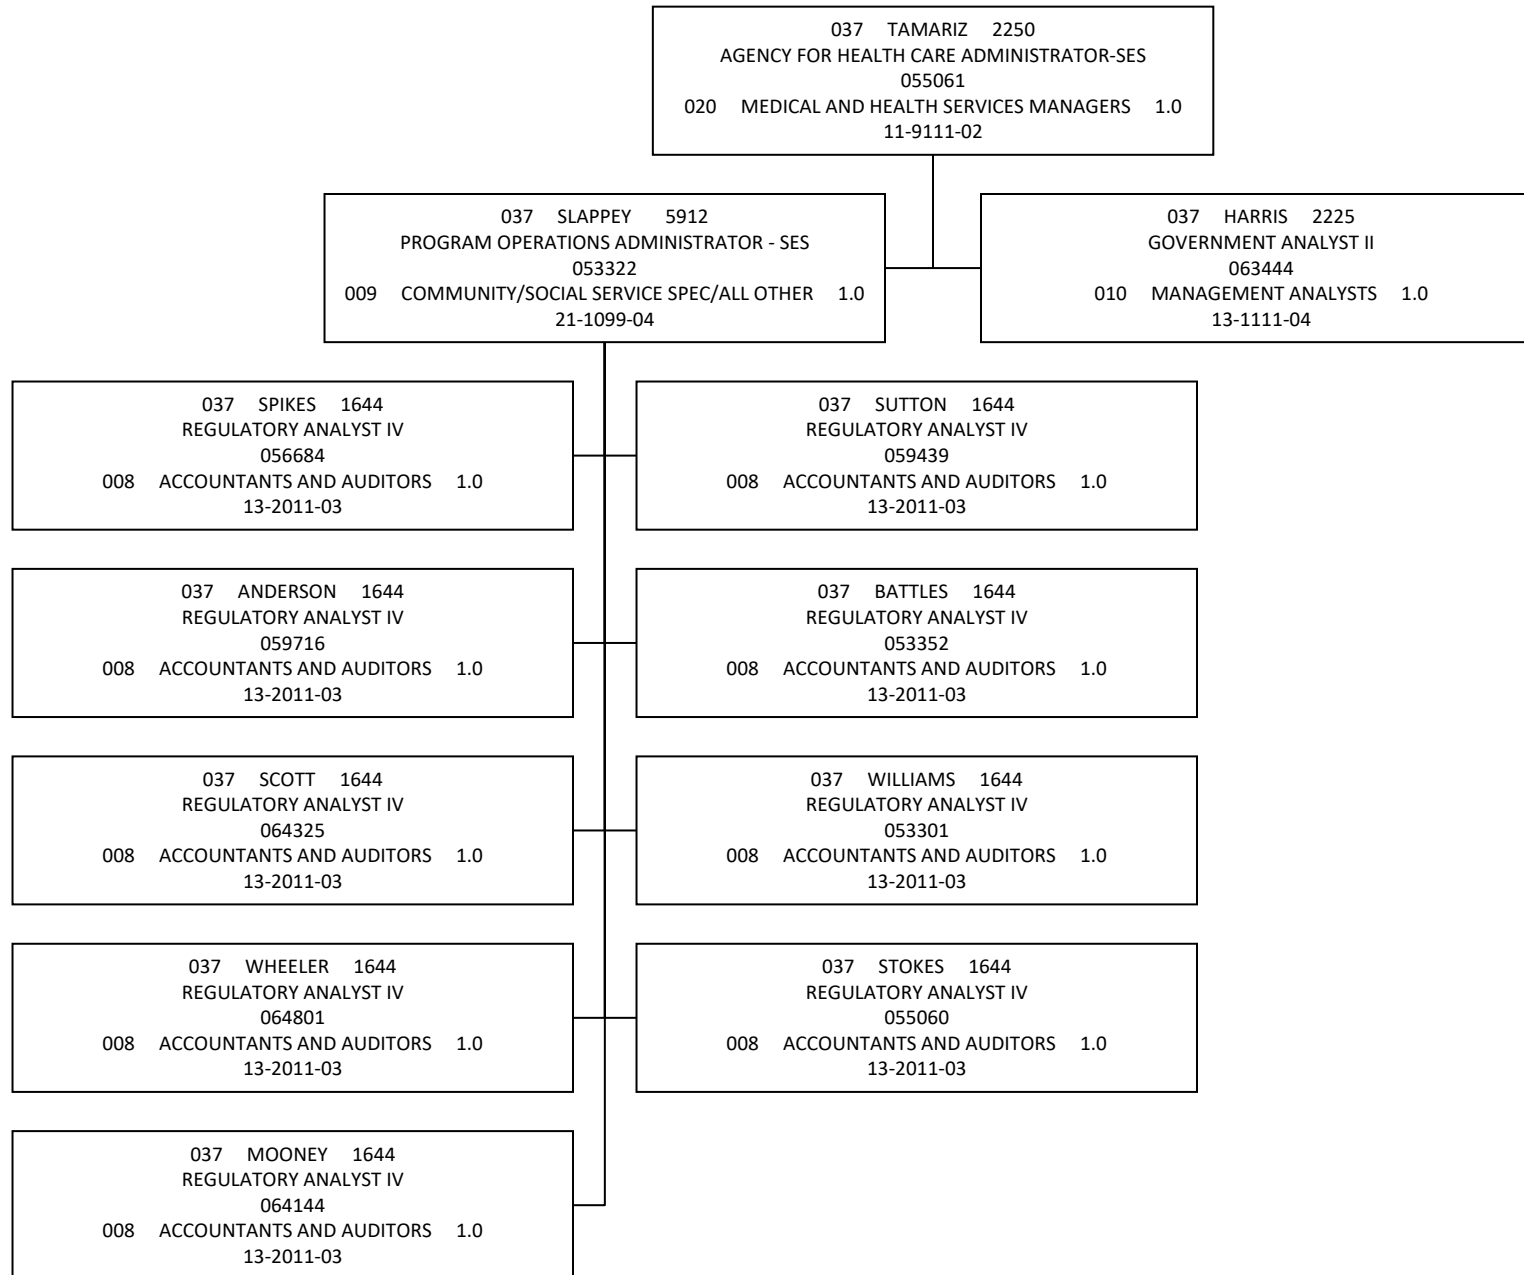 037 TAMARIZ 2250
AGENCY FOR HEALTH CARE ADMINISTRATOR-SES
055061
020 MEDICAL AND HEALTH SERVICES MANAGERS 1.0
11-9111-02
037 SLAPPEY 5912
PROGRAM OPERATIONS ADMINISTRATOR - SES
053322
009 COMMUNITY/SOCIAL SERVICE SPEC/ALL OTHER 1.0
21-1099-04
037 HARRIS 2225
GOVERNMENT ANALYST II
063444
010 MANAGEMENT ANALYSTS 1.0
13-1111-04
037 SPIKES 1644
REGULATORY ANALYST IV
056684
008 ACCOUNTANTS AND AUDITORS 1.0
13-2011-03
037 SUTTON 1644
REGULATORY ANALYST IV
059439
008 ACCOUNTANTS AND AUDITORS 1.0
13-2011-03
037 ANDERSON 1644
REGULATORY ANALYST IV
059716
008 ACCOUNTANTS AND AUDITORS 1.0
13-2011-03
037 BATTLES 1644
REGULATORY ANALYST IV
053352
008 ACCOUNTANTS AND AUDITORS 1.0
13-2011-03
037 SCOTT 1644
REGULATORY ANALYST IV
064325
008 ACCOUNTANTS AND AUDITORS 1.0
13-2011-03
037 WILLIAMS 1644
REGULATORY ANALYST IV
053301
008 ACCOUNTANTS AND AUDITORS 1.0
13-2011-03
037 WHEELER 1644
REGULATORY ANALYST IV
064801
008 ACCOUNTANTS AND AUDITORS 1.0
13-2011-03
037 STOKES 1644
REGULATORY ANALYST IV
055060
008 ACCOUNTANTS AND AUDITORS 1.0
13-2011-03
037 MOONEY 1644
REGULATORY ANALYST IV
064144
008 ACCOUNTANTS AND AUDITORS 1.0
13-2011-03